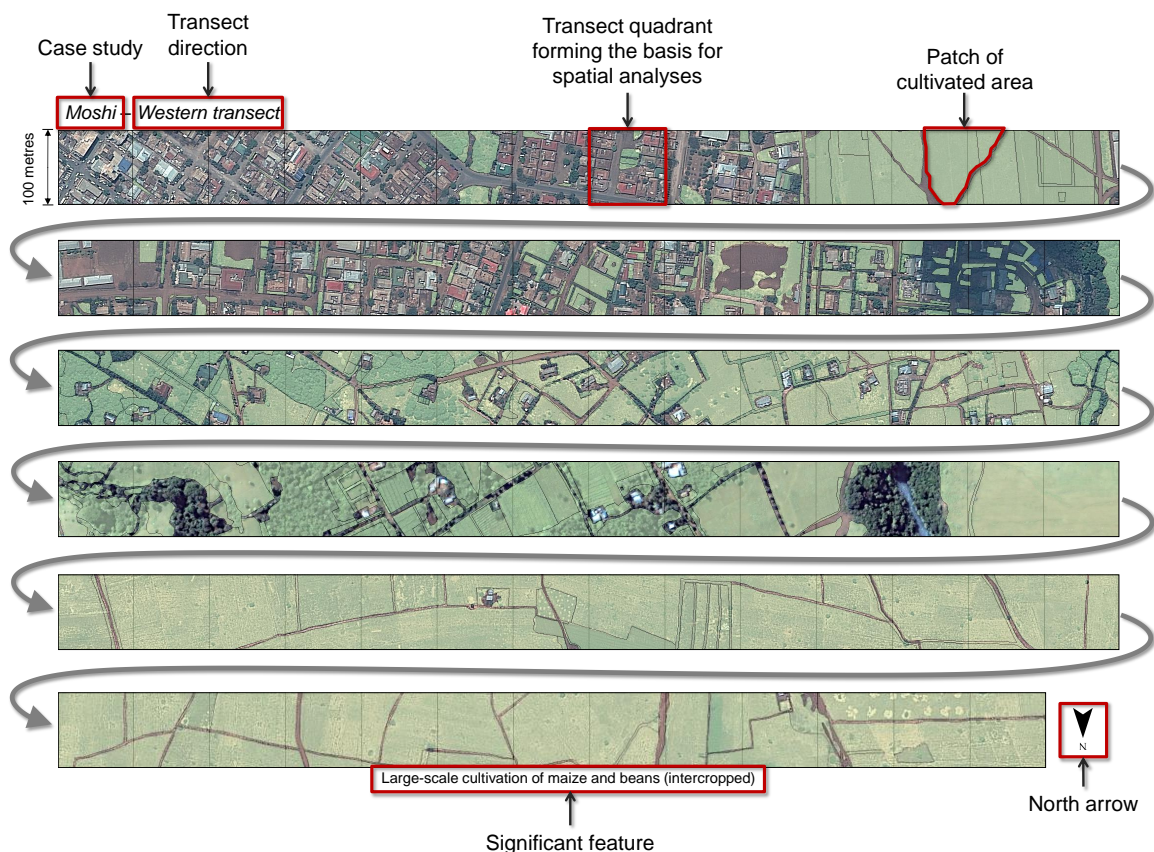 Case study
Transect
direction
Transect quadrant
forming the basis for
spatial analyses
Patch of
cultivated area
Moshi – Western transect
100 metres
N
Large-scale cultivation of maize and beans (intercropped)
North arrow
Significant feature